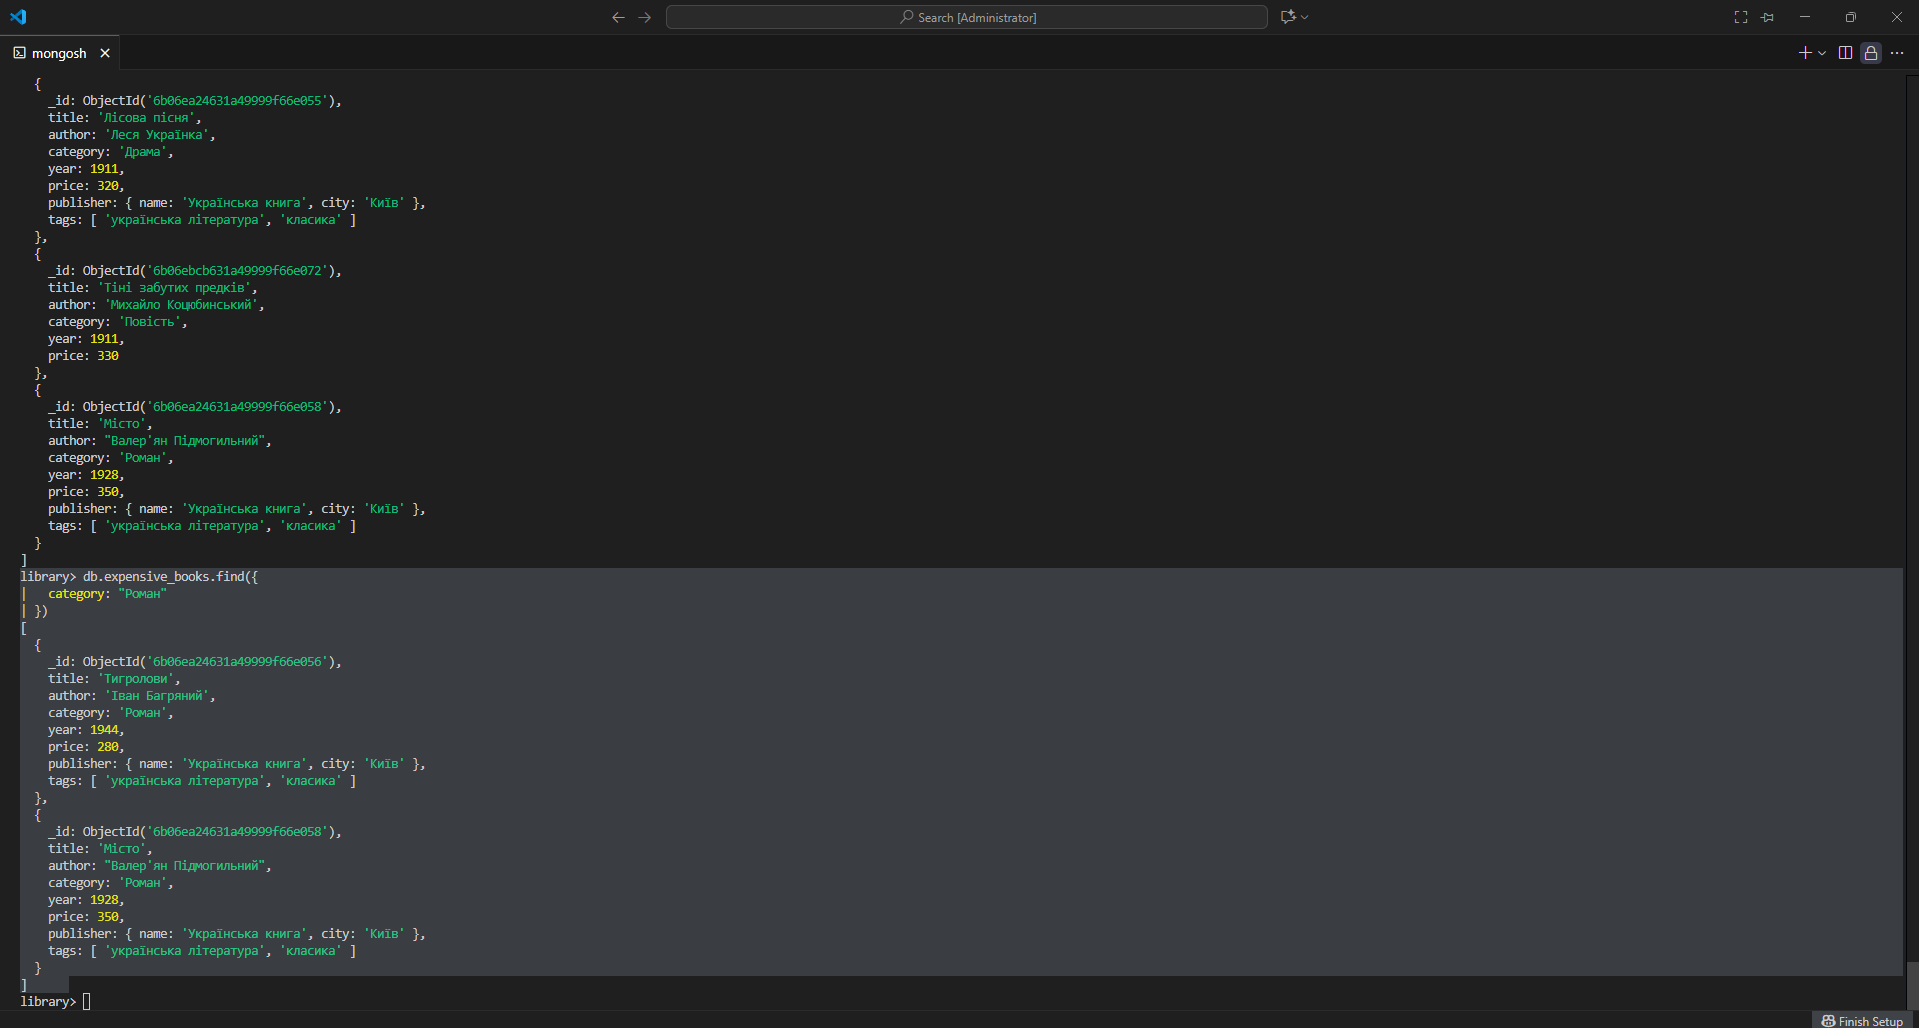 Search [Administrator]
mongosh
{
_id: ObjectId('6b06ea24631a49999f66e055'),
title: 'Лісова пісня',
author: 'Леся Українка',
category: 'Драма',
year: 1911,
price: 320,
publisher: { name: 'Українська книга', city: 'Київ' },
tags: [ 'українська література', 'класика' ]
},
{
_id: ObjectId('6b06ebcb631a49999f66e072'),
title: 'Тіні забутих предків',
author: 'Михайло Коцюбинський',
category: 'Повість',
year: 1911,
price: 330
},
{
_id: ObjectId('6b06ea24631a49999f66e058'),
title: 'Місто',
author: "Валер'ян Підмогильний",
category: 'Роман',
year: 1928,
price: 350,
publisher: { name: 'Українська книга', city: 'Київ' },
tags: [ 'українська література', 'класика' ]
}
]
library> db.expensive_books.find({
| category: "Роман"
| })
[
{
_id: ObjectId('6b06ea24631a49999f66e056'),
title: 'Тигролови',
author: 'Іван Багряний',
category: 'Роман',
year: 1944,
price: 280,
publisher: { name: 'Українська книга', city: 'Київ' },
tags: [ 'українська література', 'класика' ]
},
{
_id: ObjectId('6b06ea24631a49999f66e058'),
title: 'Місто',
author: "Валер'ян Підмогильний",
category: 'Роман',
year: 1928,
price: 350,
publisher: { name: 'Українська книга', city: 'Київ' },
tags: [ 'українська література', 'класика' ]
}
]
library>
Finish Setup